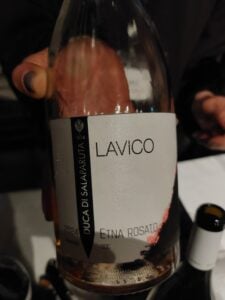 LAVICO
DUCA DI SALAPARUTA
ETNA ROSATO